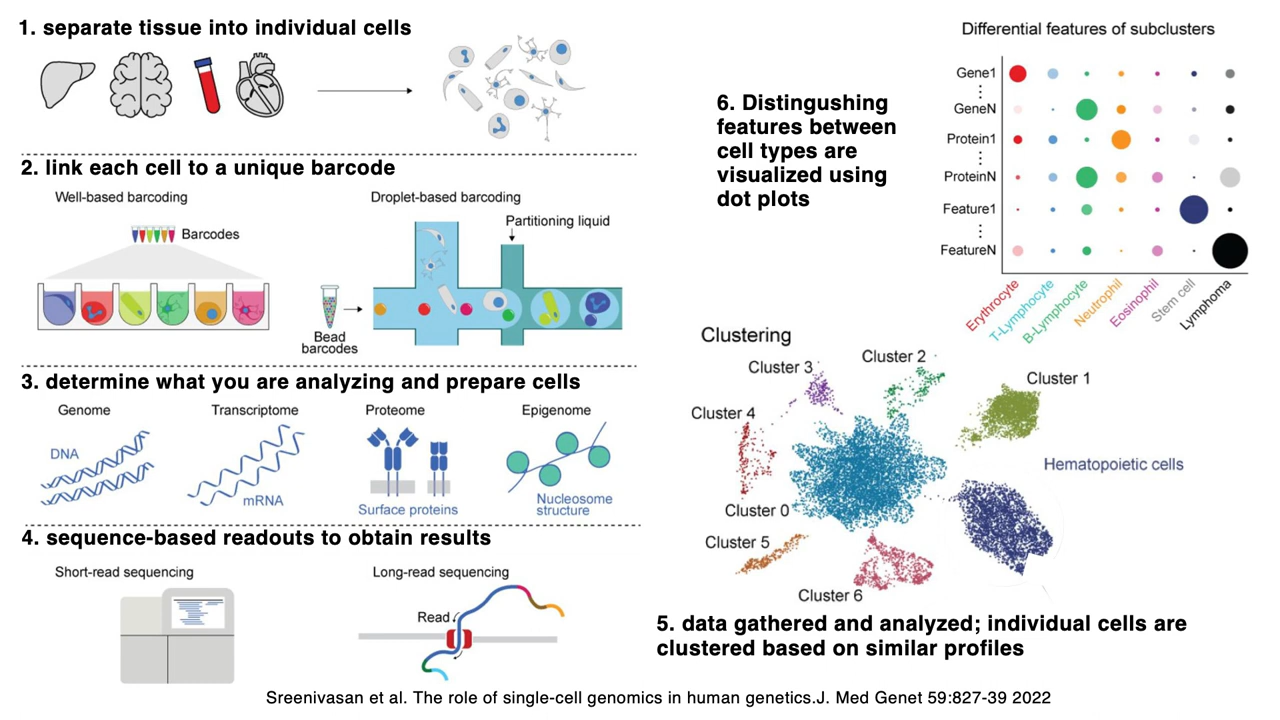 1. separate tissue into individual cells
2. link each cell to a unique barcode
Well-based barcoding
Barcodes
Droplet-based barcoding
Partitioning liquid
Bead
barcodes
3. determine what you are analyzing and prepare cells
Genome
DNA
Transcriptome
mRNA
Proteome
Surface proteins
Epigenome
Nucleosome
structure
4. sequence-based readouts to obtain results
Short-read sequencing
Long-read sequencing
Read
6. Distingushing
features between
cell types are
visualized using
dot plots
Differential features of subclusters
Gene1
GeneN
Protein1
ProteinN
Feature1
FeatureN
Erythrocyte
T-Lymphocyte
B-Lymphocyte
Neutrophil
Eosinophil
Stem cell
Lymphoma
Clustering
Cluster 3
Cluster 2
Cluster 1
Cluster 4
Hematopoietic cells
Cluster 0
Cluster 5
Cluster 6
5. data gathered and analyzed; individual cells are
clustered based on similar profiles
Sreenivasan et al. The role of single-cell genomics in human genetics.J. Med Genet 59:827-39 2022